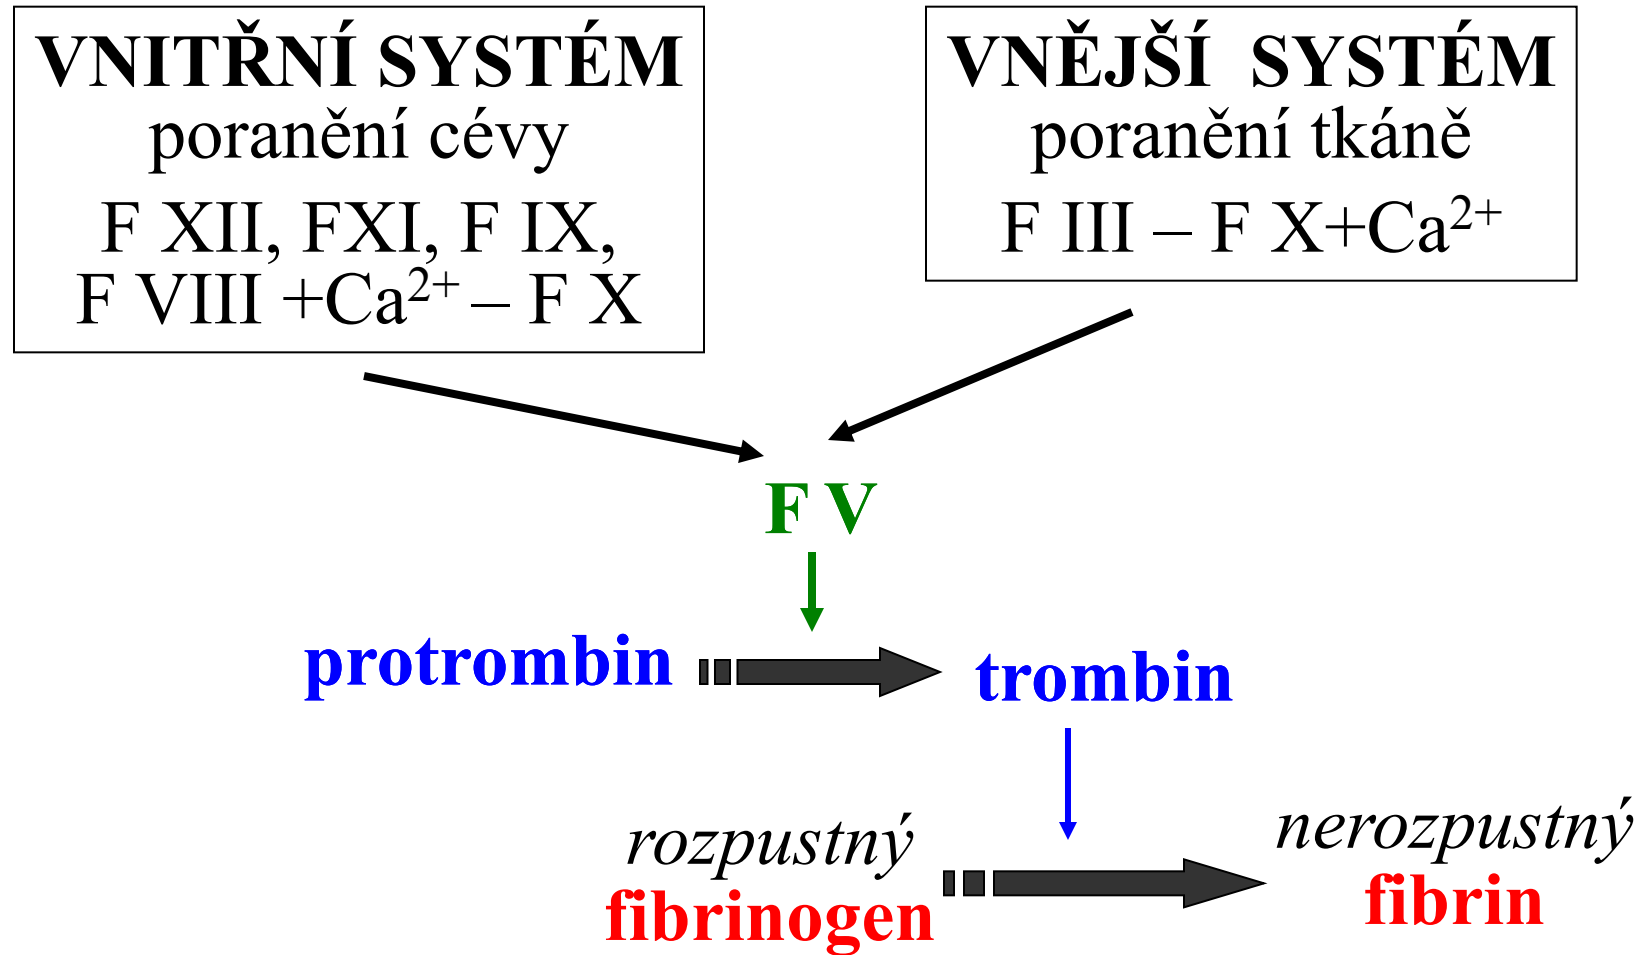 VNITŘNÍ SYSTÉM
poranění cévy
F XII, FXI, F IX,
F VIII +Ca²⁺ – F X
VNĚJŠÍ SYSTÉM
poranění tkáně
F III – F X+Ca²⁺
F V
protrombin
trombin
rozpustný
fibrinogen
nerozpustný
fibrin